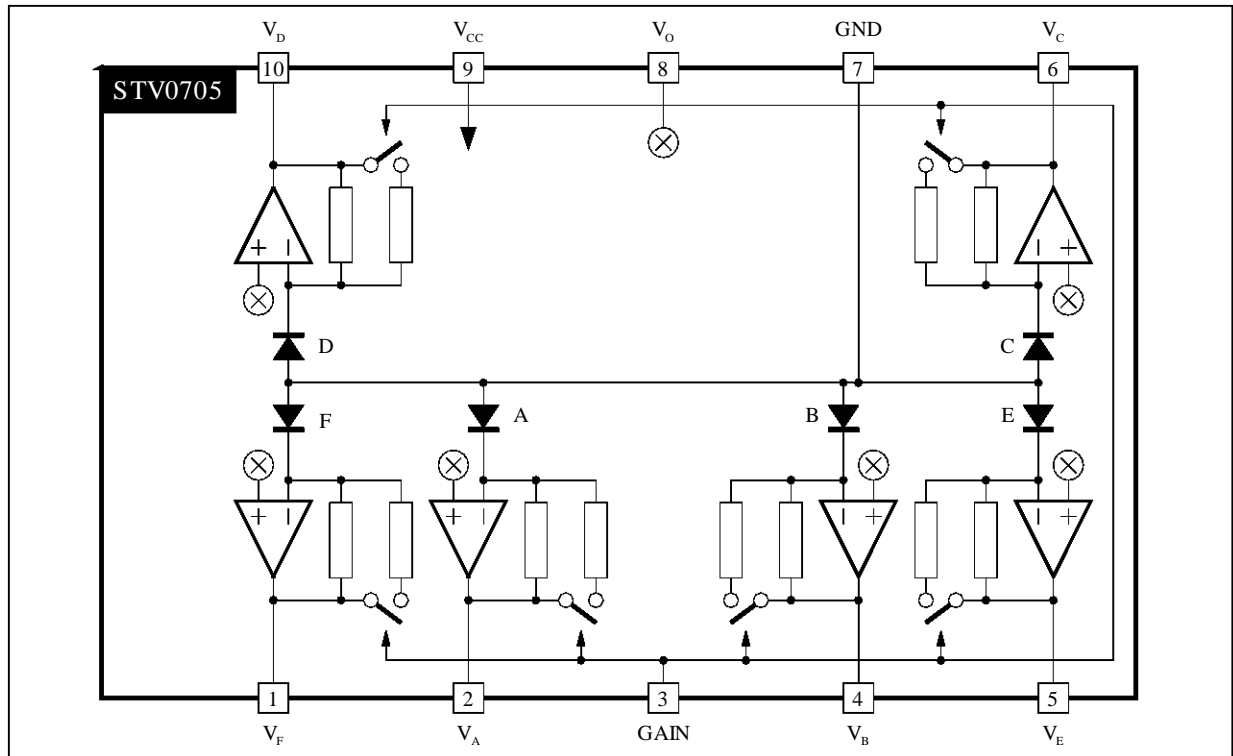 V_D V_CC V_O GND V_C
10 9 8 7 6
STV0705
+ − − +
D C
F A B E
+ − + − − + − +
1 2 3 4 5
V_F V_A GAIN V_B V_E